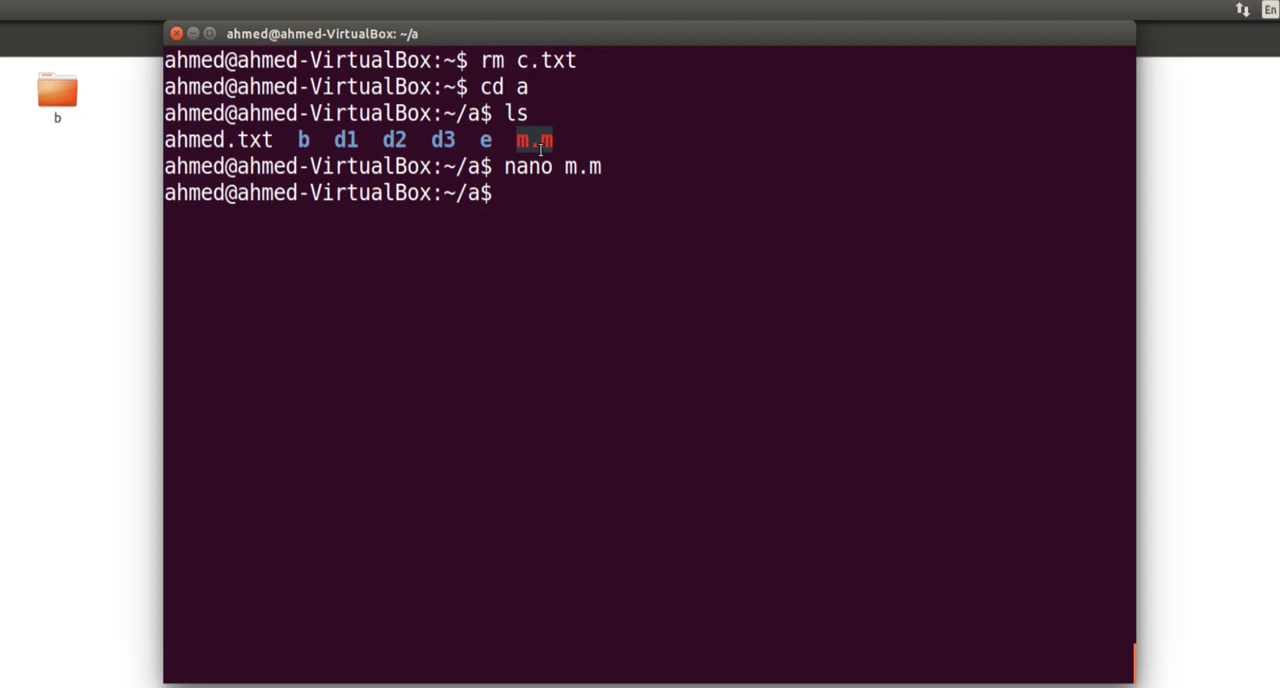 En
ahmed@ahmed-VirtualBox: ~/a
ahmed@ahmed-VirtualBox:~$ rm c.txt
ahmed@ahmed-VirtualBox:~$ cd a
ahmed@ahmed-VirtualBox:~/a$ ls
ahmed.txt b d1 d2 d3 e m.m
ahmed@ahmed-VirtualBox:~/a$ nano m.m
ahmed@ahmed-VirtualBox:~/a$
b